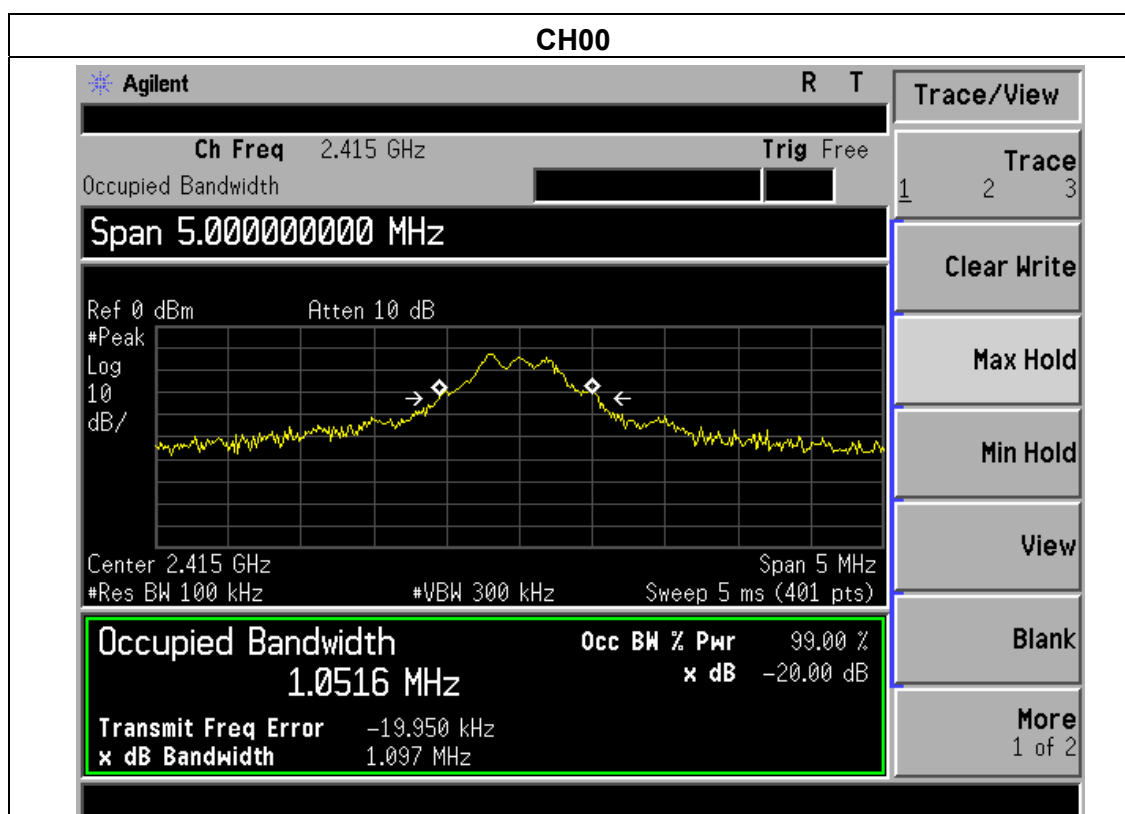 CH00
Agilent R T
Ch Freq 2.415 GHz Trig Free
Occupied Bandwidth
Span 5.000000000 MHz
Ref 0 dBm Atten 10 dB
#Peak
Log
10
dB/
Center 2.415 GHz Span 5 MHz
#Res BW 100 kHz #VBW 300 kHz Sweep 5 ms (401 pts)
Occupied Bandwidth Occ BW % Pwr 99.00 %
1.0516 MHz x dB -20.00 dB
Transmit Freq Error -19.950 kHz
x dB Bandwidth 1.097 MHz
Trace/View
Trace
1 2 3
Clear Write
Max Hold
Min Hold
View
Blank
More
1 of 2